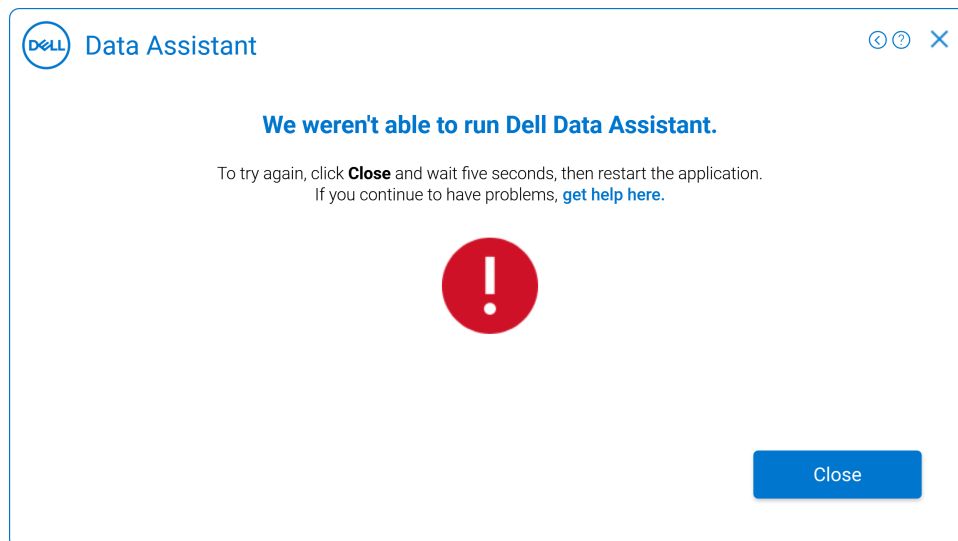 DELL Data Assistant
We weren't able to run Dell Data Assistant.
To try again, click Close and wait five seconds, then restart the application.
If you continue to have problems, get help here.
Close